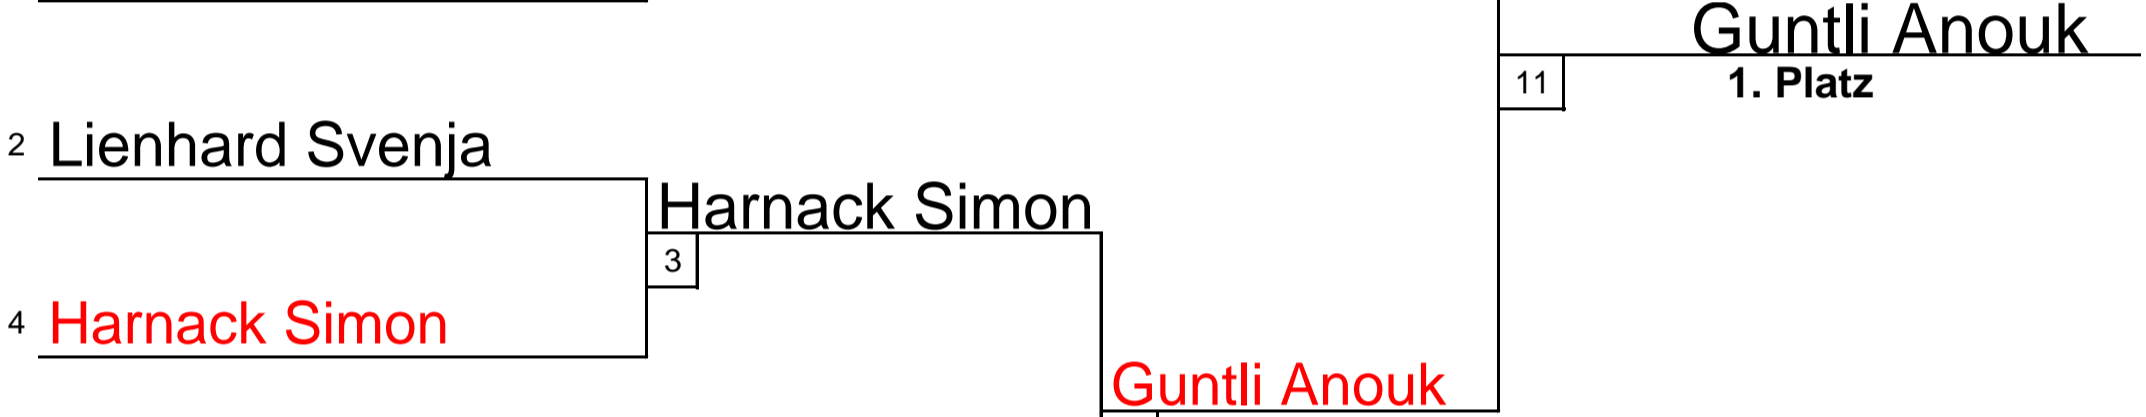 Guntli Anouk
11
1. Platz
2 Lienhard Svenja
Harnack Simon
3
4 Harnack Simon
Guntli Anouk